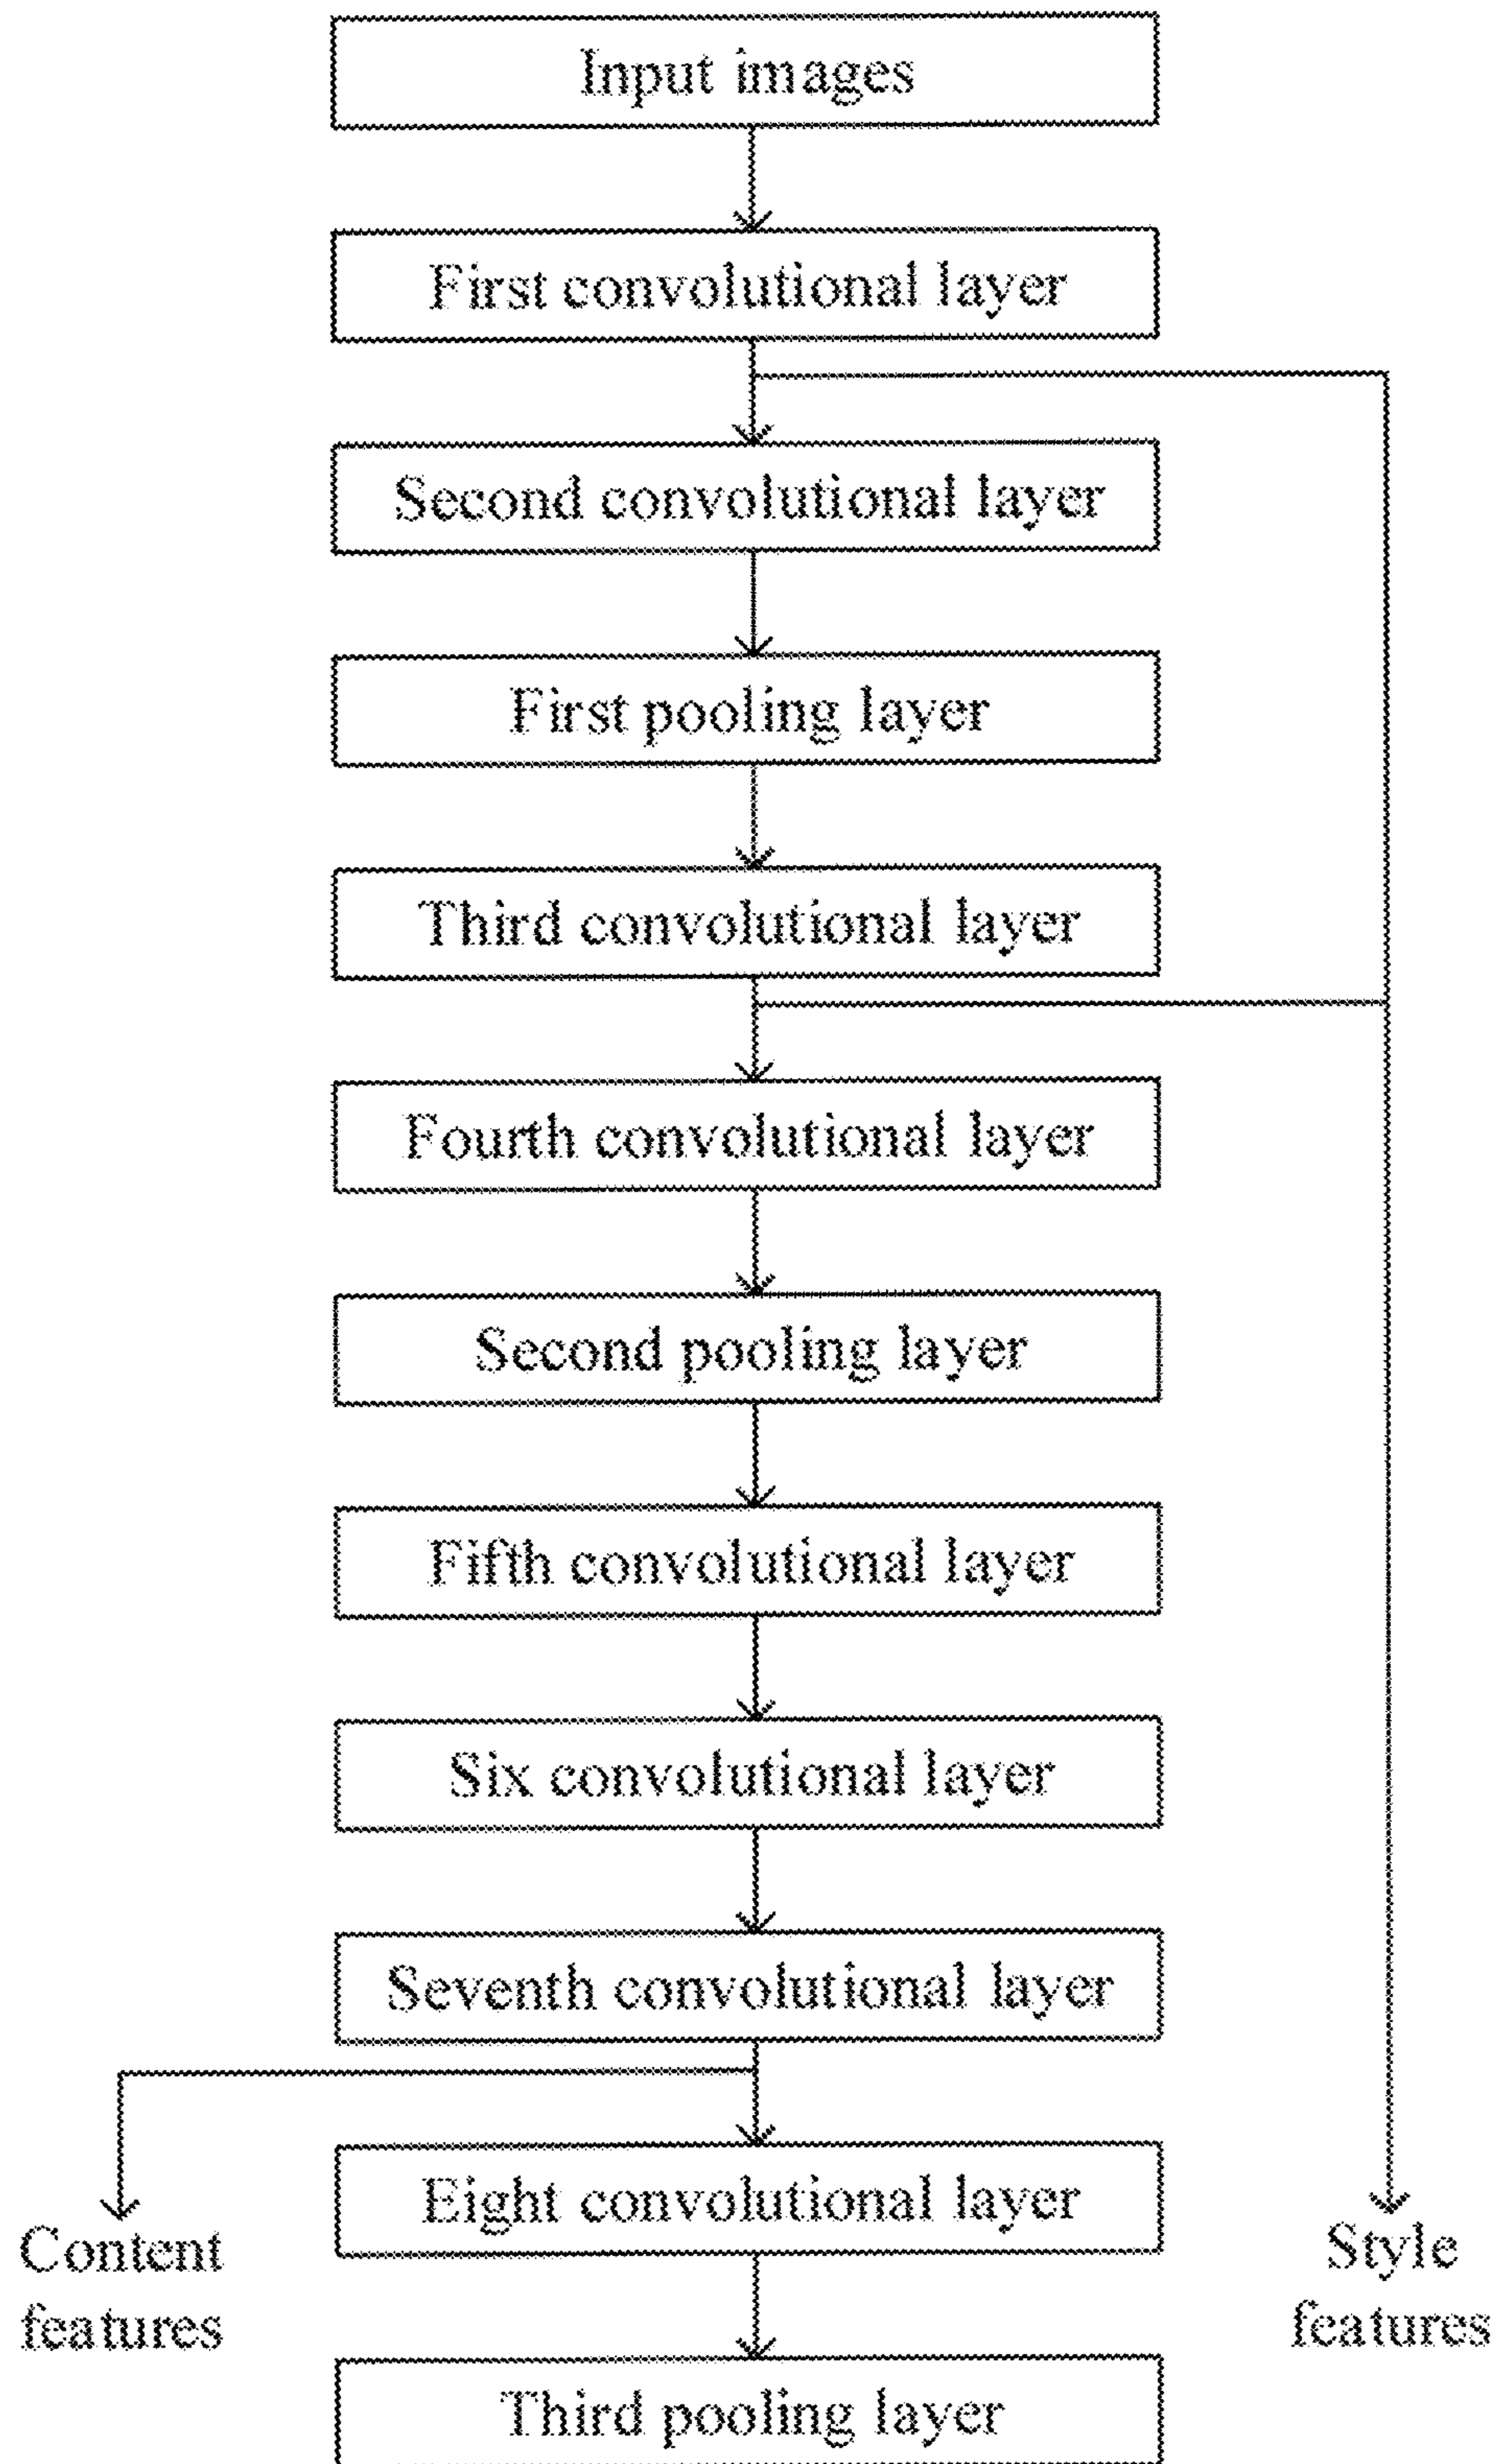 Input images
First convolutional layer
Second convolutional layer
First pooling layer
Third convolutional layer
Fourth convolutional layer
Second pooling layer
Fifth convolutional layer
Six convolutional layer
Seventh convolutional layer
Eight convolutional layer
Content
features
Style
features
Third pooling layer